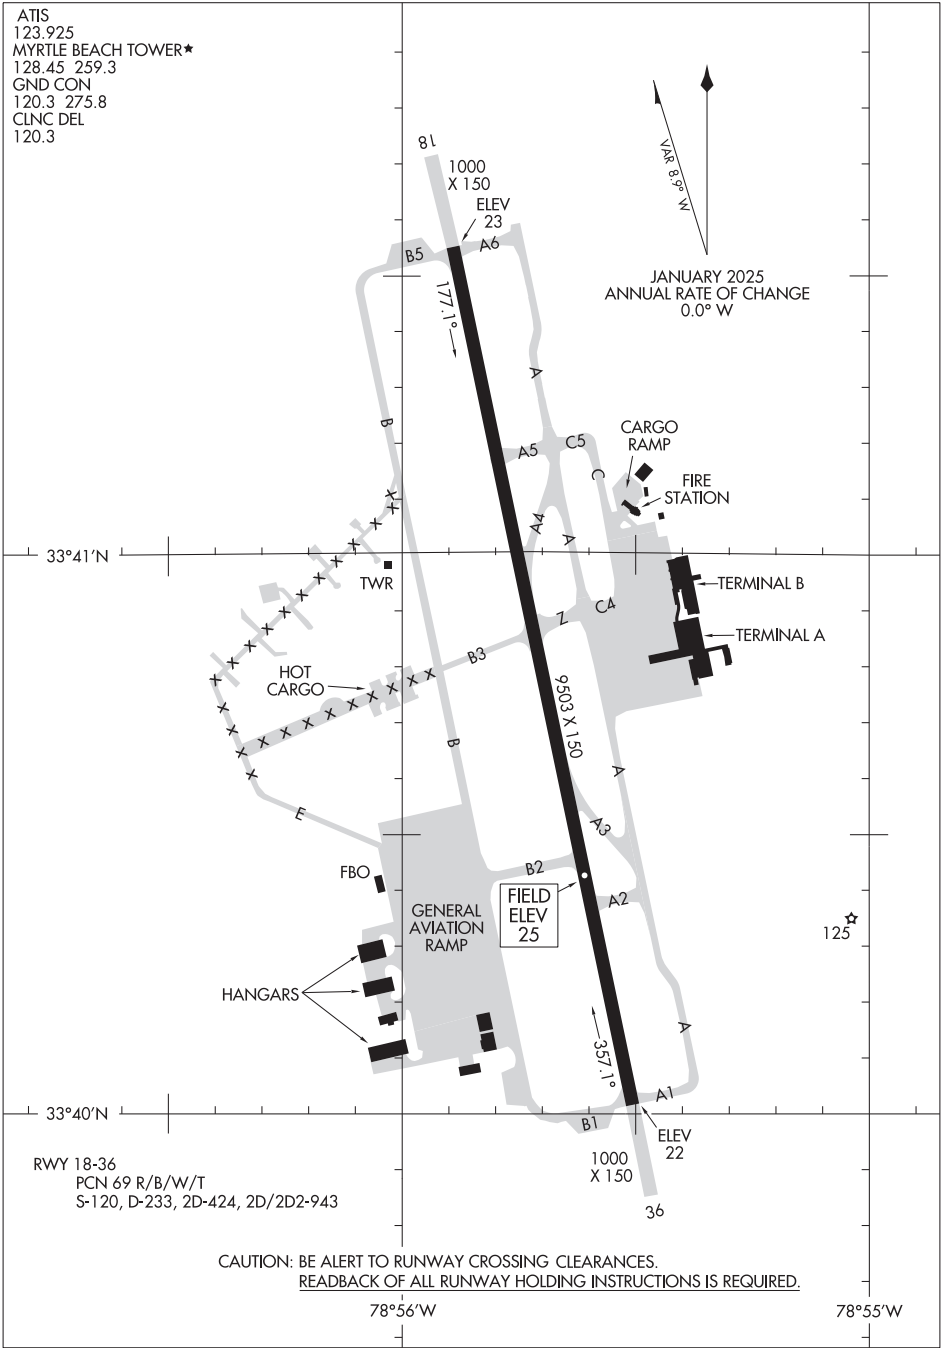 ATIS
123.925
MYRTLE BEACH TOWER★
128.45 259.3
GND CON
120.3 275.8
CLNC DEL
120.3
18
1000
X 150
ELEV
23
VAR 8.9° W
JANUARY 2025
ANNUAL RATE OF CHANGE
0.0° W
B5
A6
177.1°
A
B
A5
C5
C
CARGO
RAMP
FIRE
STATION
A4
A
33°41'N
TWR
TERMINAL B
Z
C4
TERMINAL A
B3
HOT
CARGO
9503 X 150
B
A
E
A3
FBO
B2
FIELD
ELEV
25
A2
GENERAL
AVIATION
RAMP
125
HANGARS
A
357.1°
33°40'N
A1
B1
ELEV
22
1000
X 150
36
RWY 18-36
PCN 69 R/B/W/T
S-120, D-233, 2D-424, 2D/2D2-943
CAUTION: BE ALERT TO RUNWAY CROSSING CLEARANCES.
READBACK OF ALL RUNWAY HOLDING INSTRUCTIONS IS REQUIRED.
78°56'W
78°55'W